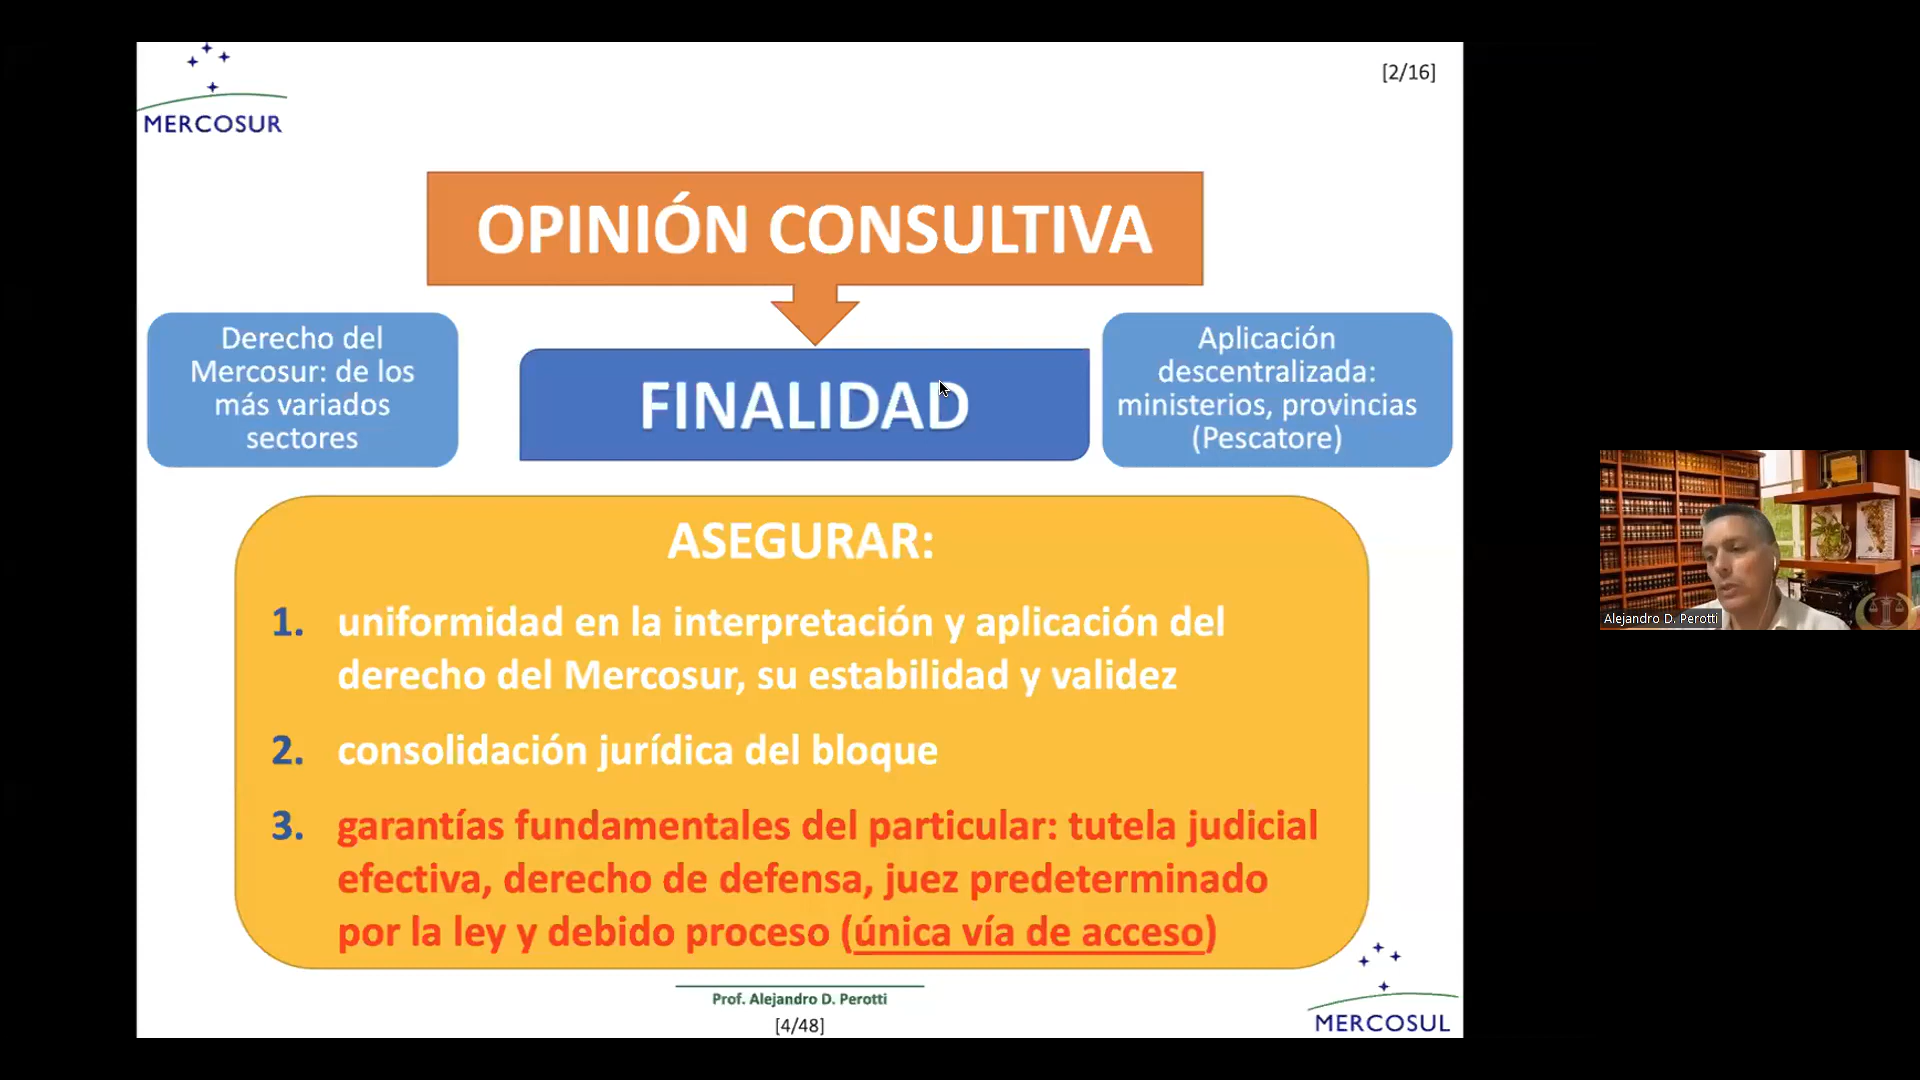 MERCOSUR
[2/16]
OPINIÓN CONSULTIVA
Derecho del
Mercosur: de los
más variados
sectores
FINALIDAD
Aplicación
descentralizada:
ministerios, provincias
(Pescatore)
ASEGURAR:
1. uniformidad en la interpretación y aplicación del
derecho del Mercosur, su estabilidad y validez
2. consolidación jurídica del bloque
3. garantías fundamentales del particular: tutela judicial
efectiva, derecho de defensa, juez predeterminado
por la ley y debido proceso (única vía de acceso)
Prof. Alejandro D. Perotti
[4/48]
MERCOSUL
Alejandro D. Perotti